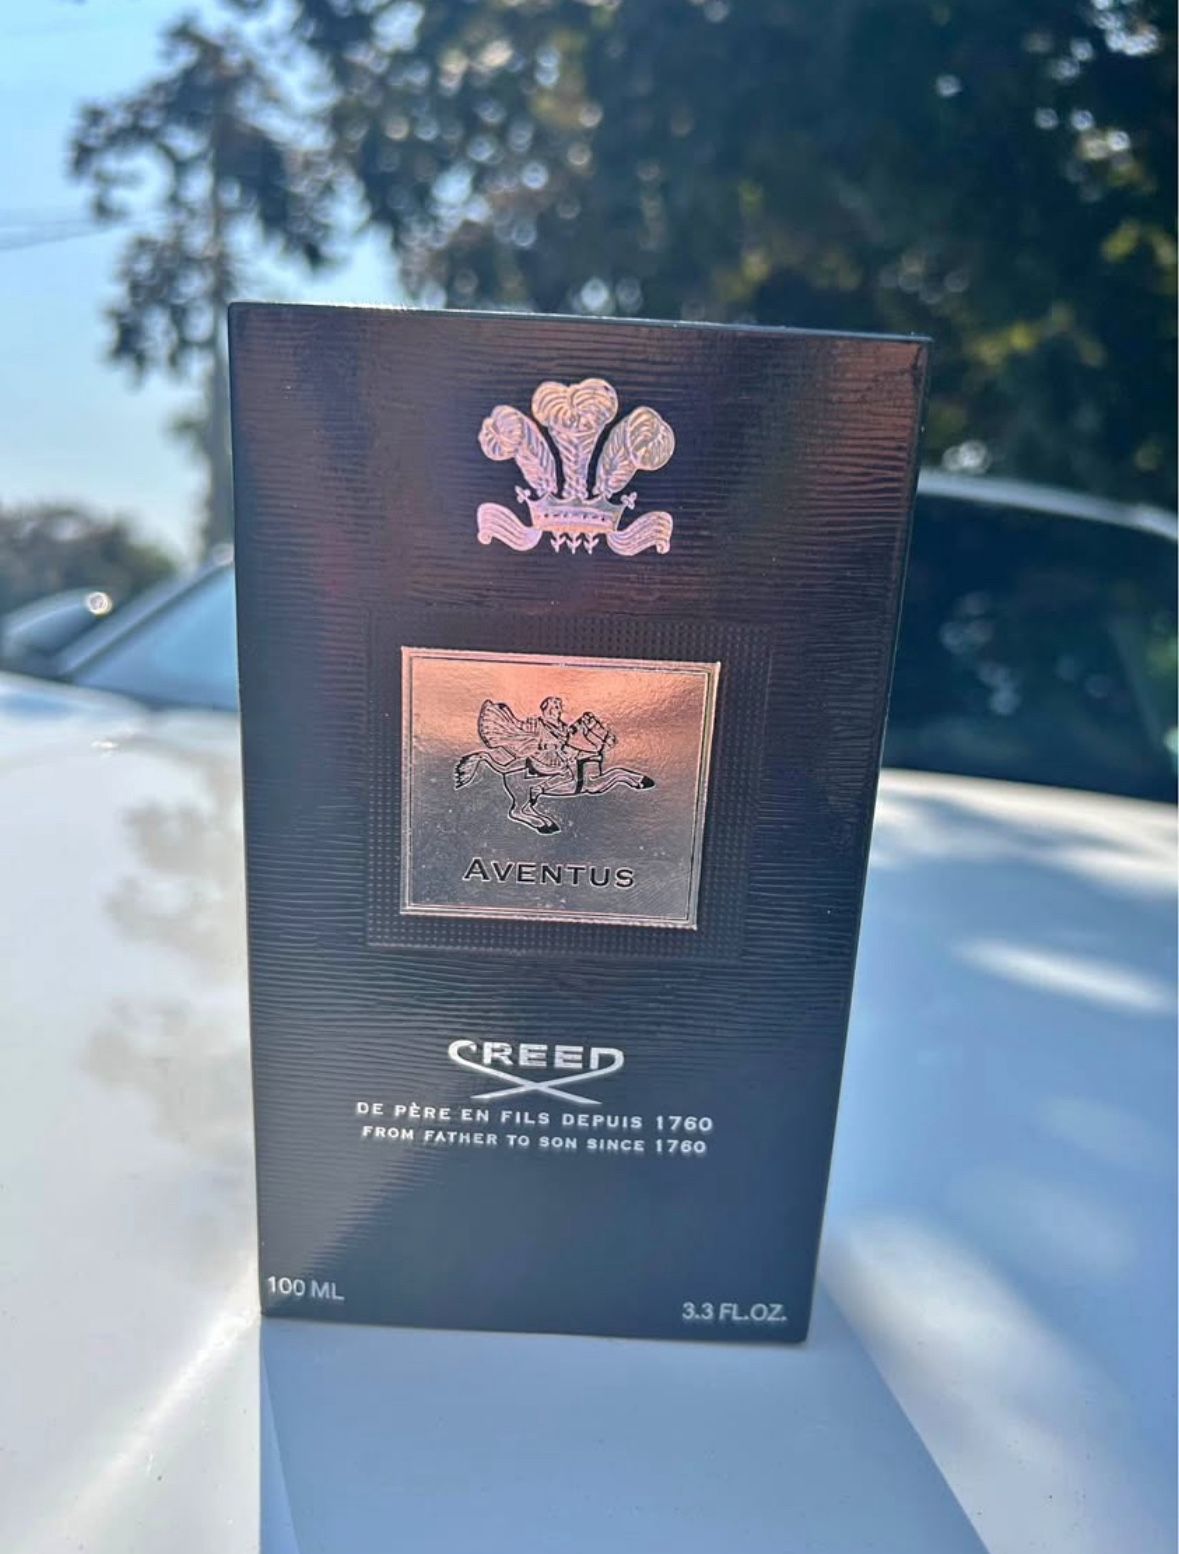 AVENTUS
CREED
DE PÈRE EN FILS DEPUIS 1760
FROM FATHER TO SON SINCE 1760
100 ML
3.3 FL.OZ.